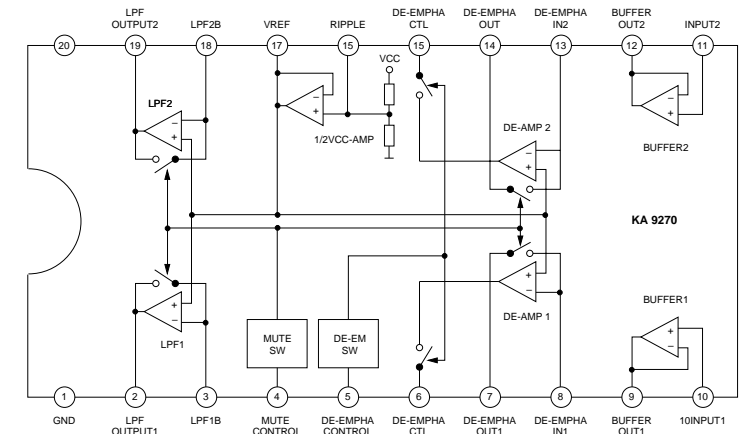 LPF
OUTPUT2
LPF2B
VREF
RIPPLE
DE-EMPHA
CTL
DE-EMPHA
OUT
DE-EMPHA
IN2
BUFFER
OUT2
INPUT2
20
19
18
17
15
15
14
13
12
11
VCC
LPF2
−
+
−
+
1/2VCC-AMP
DE-AMP 2
−
+
−
+
BUFFER2
KA 9270
+
−
LPF1
MUTE
SW
DE-EM
SW
+
−
DE-AMP 1
BUFFER1
+
−
1
2
3
4
5
6
7
8
9
10
GND
LPF
OUTPUT1
LPF1B
MUTE
CONTROL
DE-EMPHA
CONTROL
DE-EMPHA
CTL
DE-EMPHA
OUT1
DE-EMPHA
IN1
BUFFER
OUT1
10INPUT1